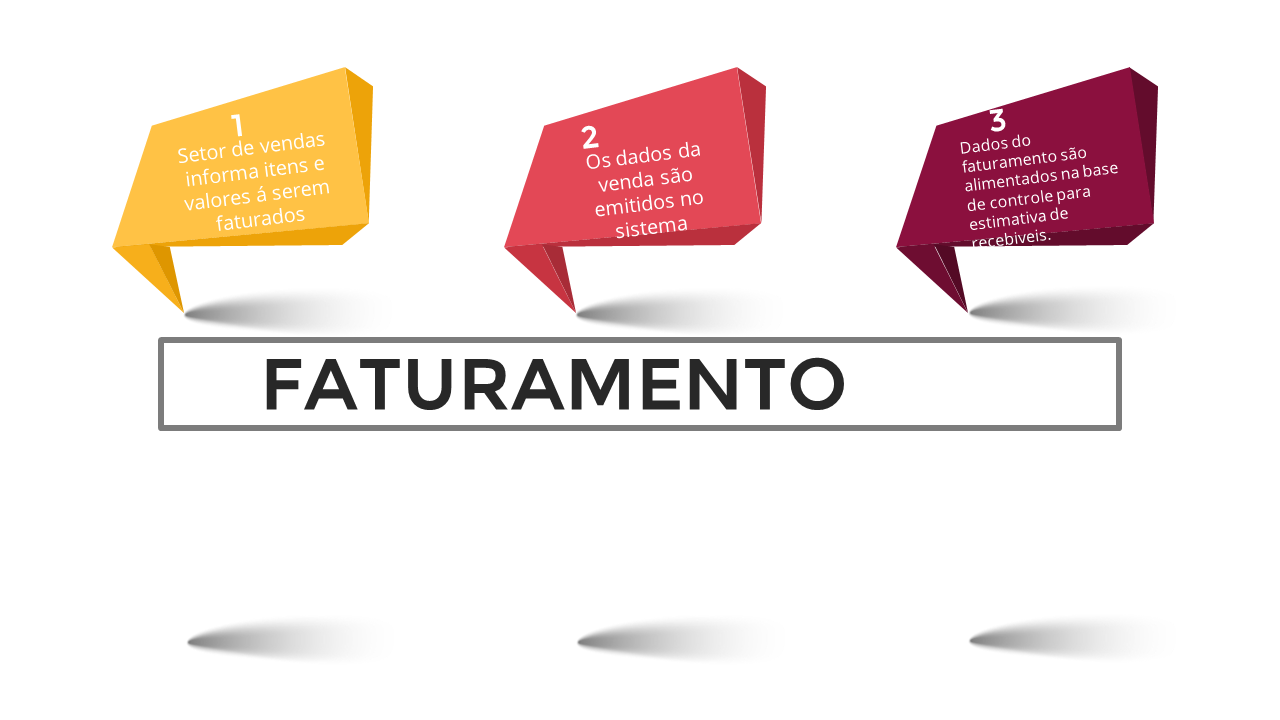 1
Setor de vendas
informa itens e
valores á serem
faturados
2
Os dados da
venda são
emitidos no
sistema
3
Dados do
faturamento são
alimentados na base
de controle para
estimativa de
recebiveis.
FATURAMENTO